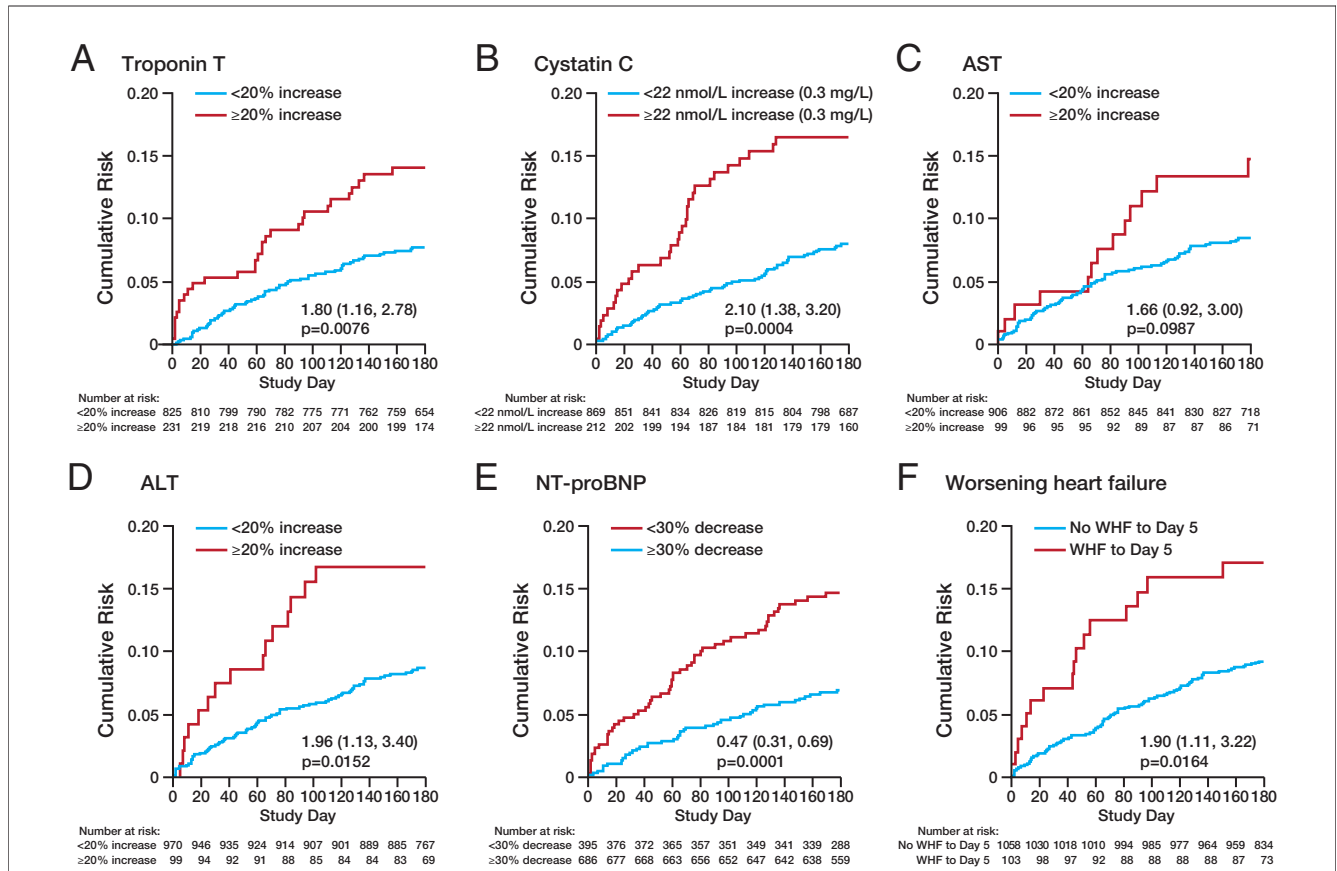 A Troponin T
<20% increase
≥20% increase
0.20
0.15
0.10
0.05
0
Cumulative Risk
1.80 (1.16, 2.78)
p=0.0076
0 20 40 60 80 100 120 140 160 180
Study Day
Number at risk:
<20% increase 825 810 799 790 782 775 771 762 759 654
≥20% increase 231 219 218 216 210 207 204 200 199 174
B Cystatin C
<22 nmol/L increase (0.3 mg/L)
≥22 nmol/L increase (0.3 mg/L)
0.20
0.15
0.10
0.05
0
Cumulative Risk
2.10 (1.38, 3.20)
p=0.0004
0 20 40 60 80 100 120 140 160 180
Study Day
Number at risk:
<22 nmol/L increase 869 851 841 834 826 819 815 804 798 687
≥22 nmol/L increase 212 202 199 194 187 184 181 179 179 160
C AST
<20% increase
≥20% increase
0.20
0.15
0.10
0.05
0
Cumulative Risk
1.66 (0.92, 3.00)
p=0.0987
0 20 40 60 80 100 120 140 160 180
Study Day
Number at risk:
<20% increase 906 882 872 861 852 845 841 830 827 718
≥20% increase 99 96 95 95 92 89 87 87 86 71
D ALT
<20% increase
≥20% increase
0.20
0.15
0.10
0.05
0
Cumulative Risk
1.96 (1.13, 3.40)
p=0.0152
0 20 40 60 80 100 120 140 160 180
Study Day
Number at risk:
<20% increase 970 946 935 924 914 907 901 889 885 767
≥20% increase 99 94 92 91 88 85 84 84 83 69
E NT-proBNP
<30% decrease
≥30% decrease
0.20
0.15
0.10
0.05
0
Cumulative Risk
0.47 (0.31, 0.69)
p=0.0001
0 20 40 60 80 100 120 140 160 180
Study Day
Number at risk:
<30% decrease 395 376 372 365 357 351 349 341 339 288
≥30% decrease 686 677 668 663 656 652 647 642 638 559
F Worsening heart failure
No WHF to Day 5
WHF to Day 5
0.20
0.15
0.10
0.05
0
Cumulative Risk
1.90 (1.11, 3.22)
p=0.0164
0 20 40 60 80 100 120 140 160 180
Study Day
Number at risk:
No WHF to Day 5 1058 1030 1018 1010 994 985 977 964 959 834
WHF to Day 5 103 98 97 92 88 88 88 88 87 73